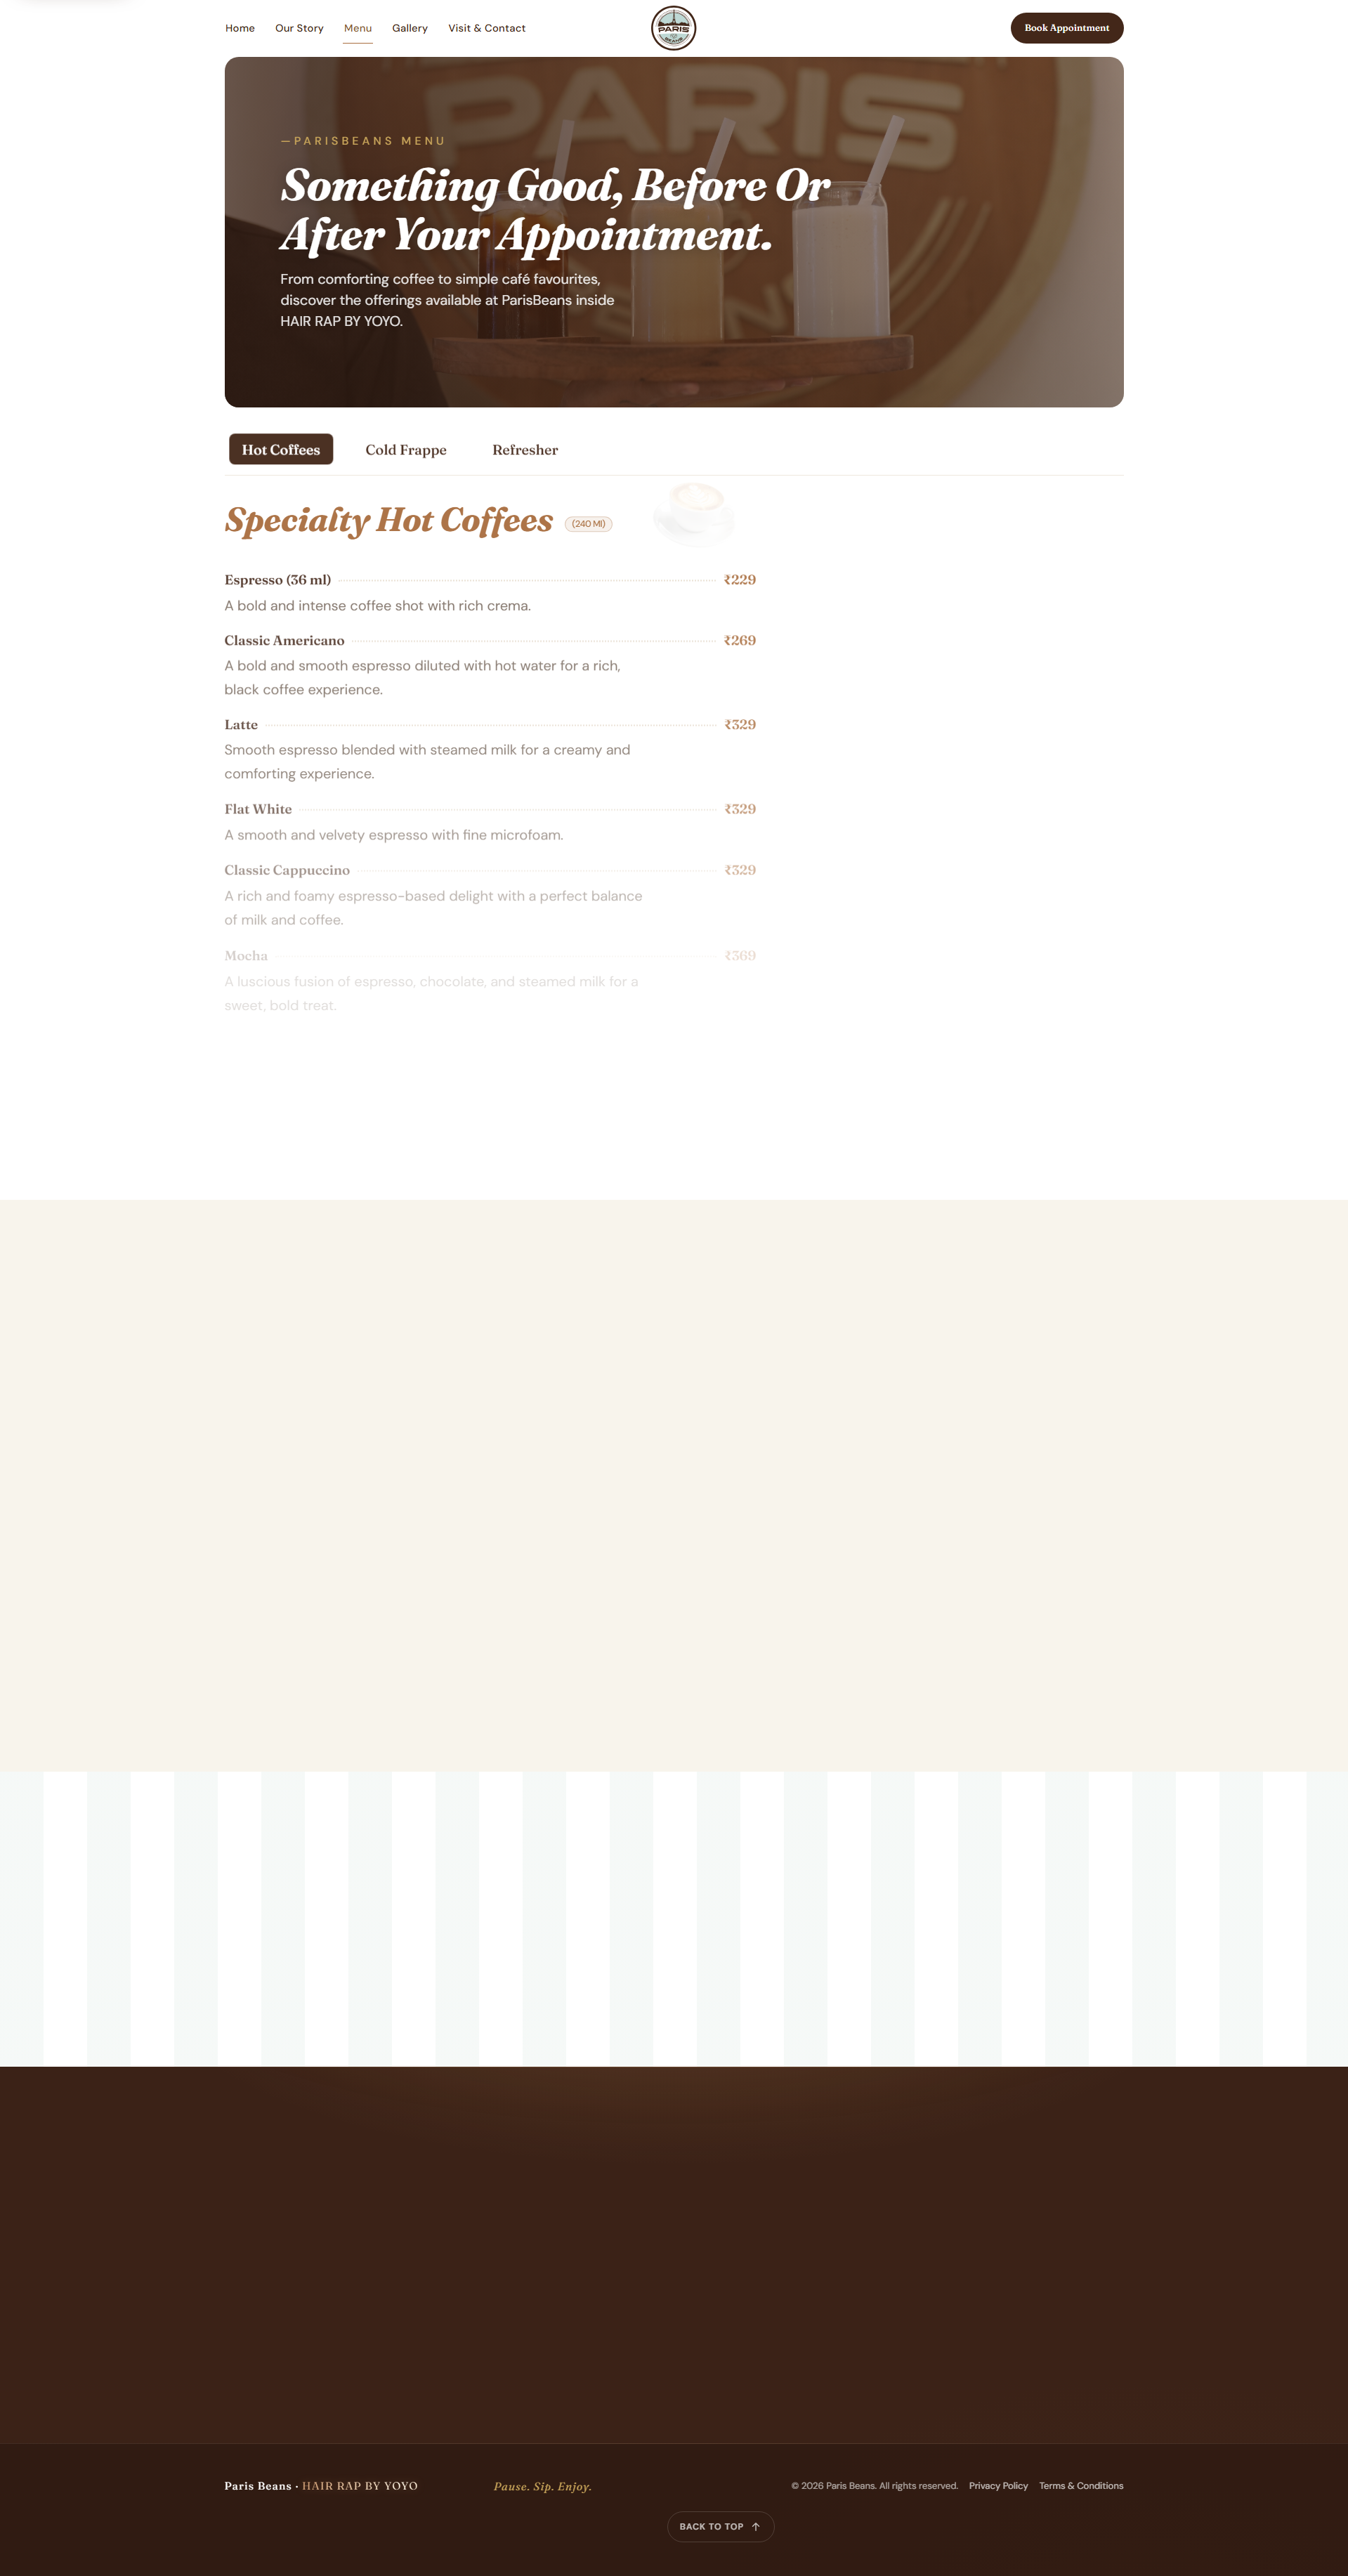 Home Our Story Menu Gallery Visit & Contact
PARIS
BEANS
Book Appointment
PARIS
—PARISBEANS MENU
Something Good, Before Or
After Your Appointment.
From comforting coffee to simple café favourites,
discover the offerings available at ParisBeans inside
HAIR RAP BY YOYO.
Hot Coffees Cold Frappe Refresher
Specialty Hot Coffees (240 Ml)
Espresso (36 ml) ₹229
A bold and intense coffee shot with rich crema.
Classic Americano ₹269
A bold and smooth espresso diluted with hot water for a rich,
black coffee experience.
Latte ₹329
Smooth espresso blended with steamed milk for a creamy and
comforting experience.
Flat White ₹329
A smooth and velvety espresso with fine microfoam.
Classic Cappuccino ₹329
A rich and foamy espresso-based delight with a perfect balance
of milk and coffee.
Mocha ₹369
A luscious fusion of espresso, chocolate, and steamed milk for a
sweet, bold treat.
Paris Beans · HAIR RAP BY YOYO
Pause. Sip. Enjoy.
© 2026 Paris Beans. All rights reserved. Privacy Policy Terms & Conditions
BACK TO TOP ↑